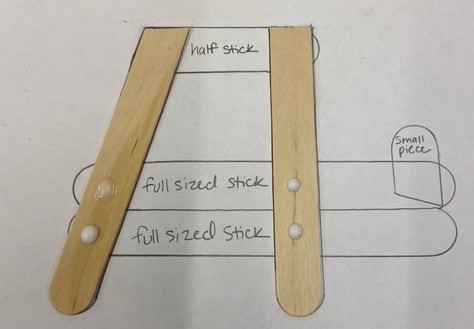 half stick
small
piece
full sized stick
full sized Stick